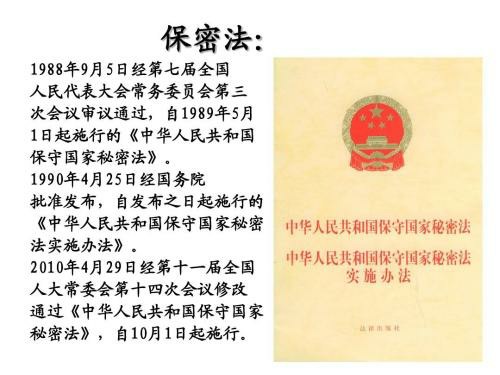 保密法:
1988年9月5日经第七届全国
人民代表大会常务委员会第三
次会议审议通过，自1989年5月
1日起施行的《中华人民共和国
保守国家秘密法》。
1990年4月25日经国务院
批准发布，自发布之日起施行的
《中华人民共和国保守国家秘密
法实施办法》。
2010年4月29日经第十一届全国
人大常委会第十四次会议修改
通过《中华人民共和国保守国家
秘密法》，自10月1日起施行。
中华人民共和国保守国家秘密法
中华人民共和国保守国家秘密法
实施办法
法律出版社